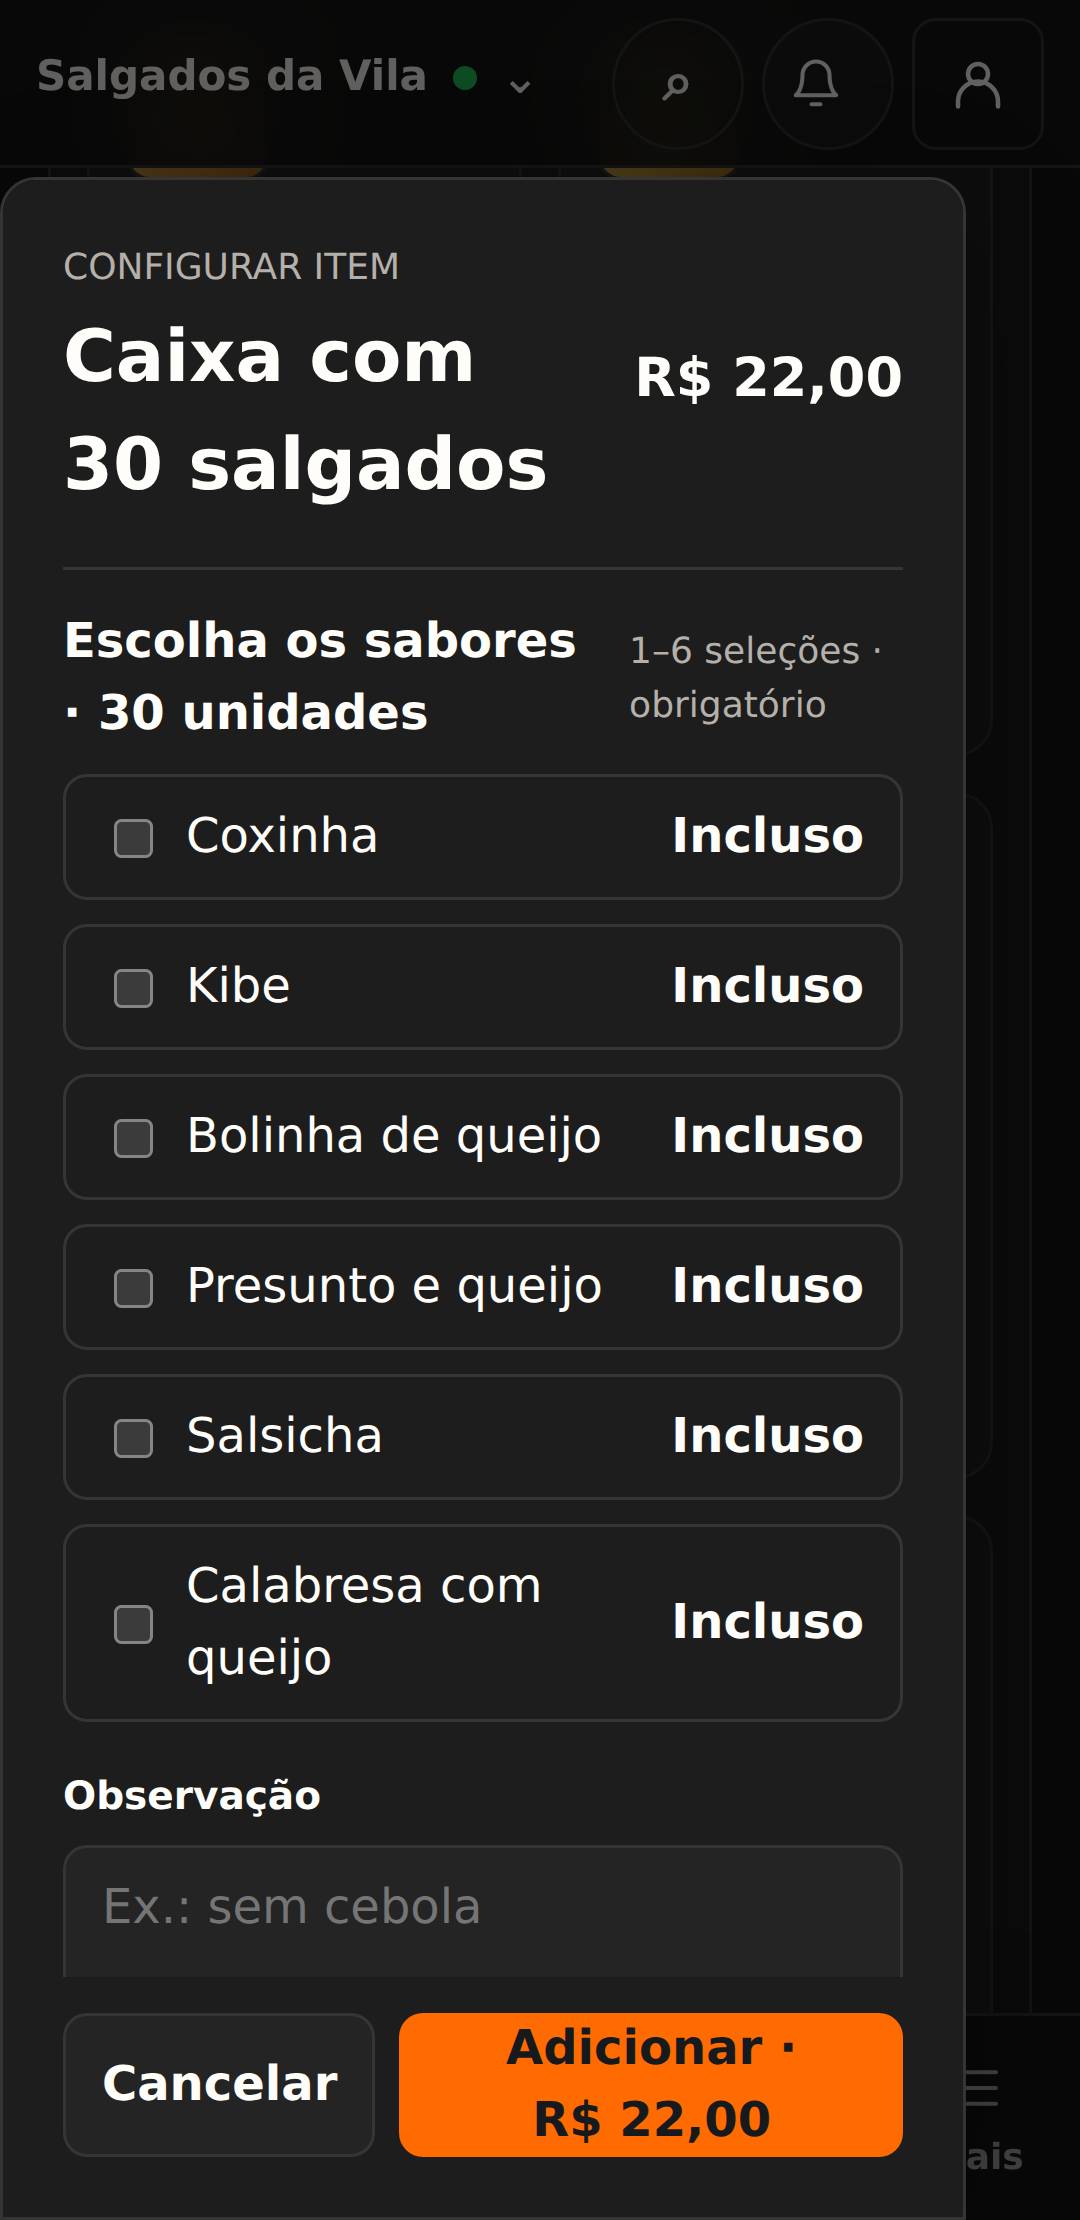 Salgados da Vila
CONFIGURAR ITEM
Caixa com
30 salgados
R$ 22,00
Escolha os sabores
· 30 unidades
1–6 seleções ·
obrigatório
Coxinha Incluso
Kibe Incluso
Bolinha de queijo Incluso
Presunto e queijo Incluso
Salsicha Incluso
Calabresa com
queijo
Incluso
Observação
Ex.: sem cebola
Cancelar
Adicionar ·
R$ 22,00
ais